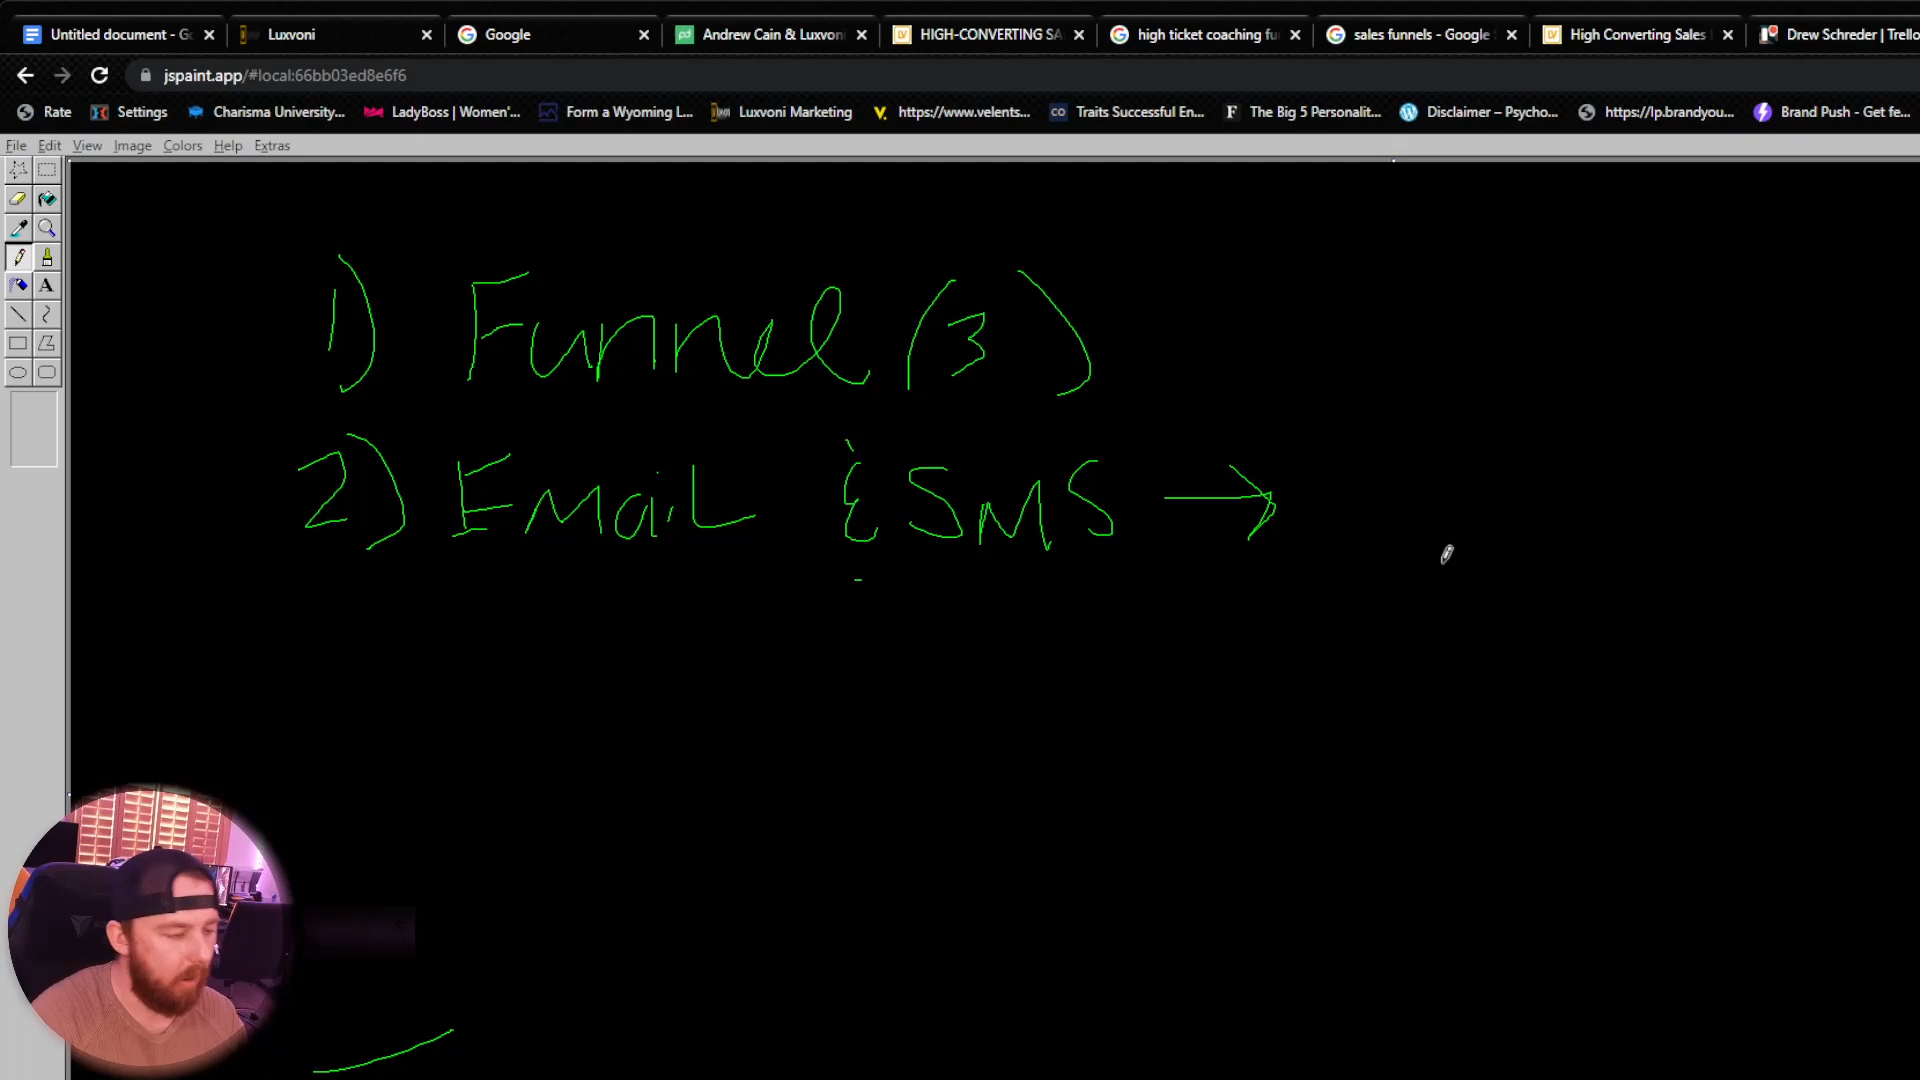 Untitled document - G
Luxvoni
Google
Andrew Cain & Luxvoni
HIGH-CONVERTING SA
high ticket coaching fu
sales funnels - Google
High Converting Sales
Drew Schreder | Trello
jspaint.app/#local:66bb03ed8e6f6
Rate
Settings
Charisma University...
LadyBoss | Women'...
Form a Wyoming L...
Luxvoni Marketing
https://www.velents...
Traits Successful En...
The Big 5 Personalit...
Disclaimer – Psycho...
https://lp.brandyou...
Brand Push - Get fe...
File Edit View Image Colors Help Extras
1) Funnel (3)
2) Email & SMS →